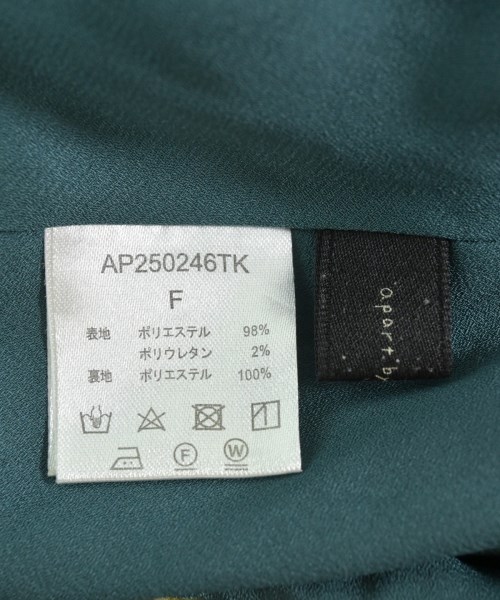 AP250246TK
F
表地 ポリエステル 98%
ポリウレタン 2%
裏地 ポリエステル 100%
F W
apart by